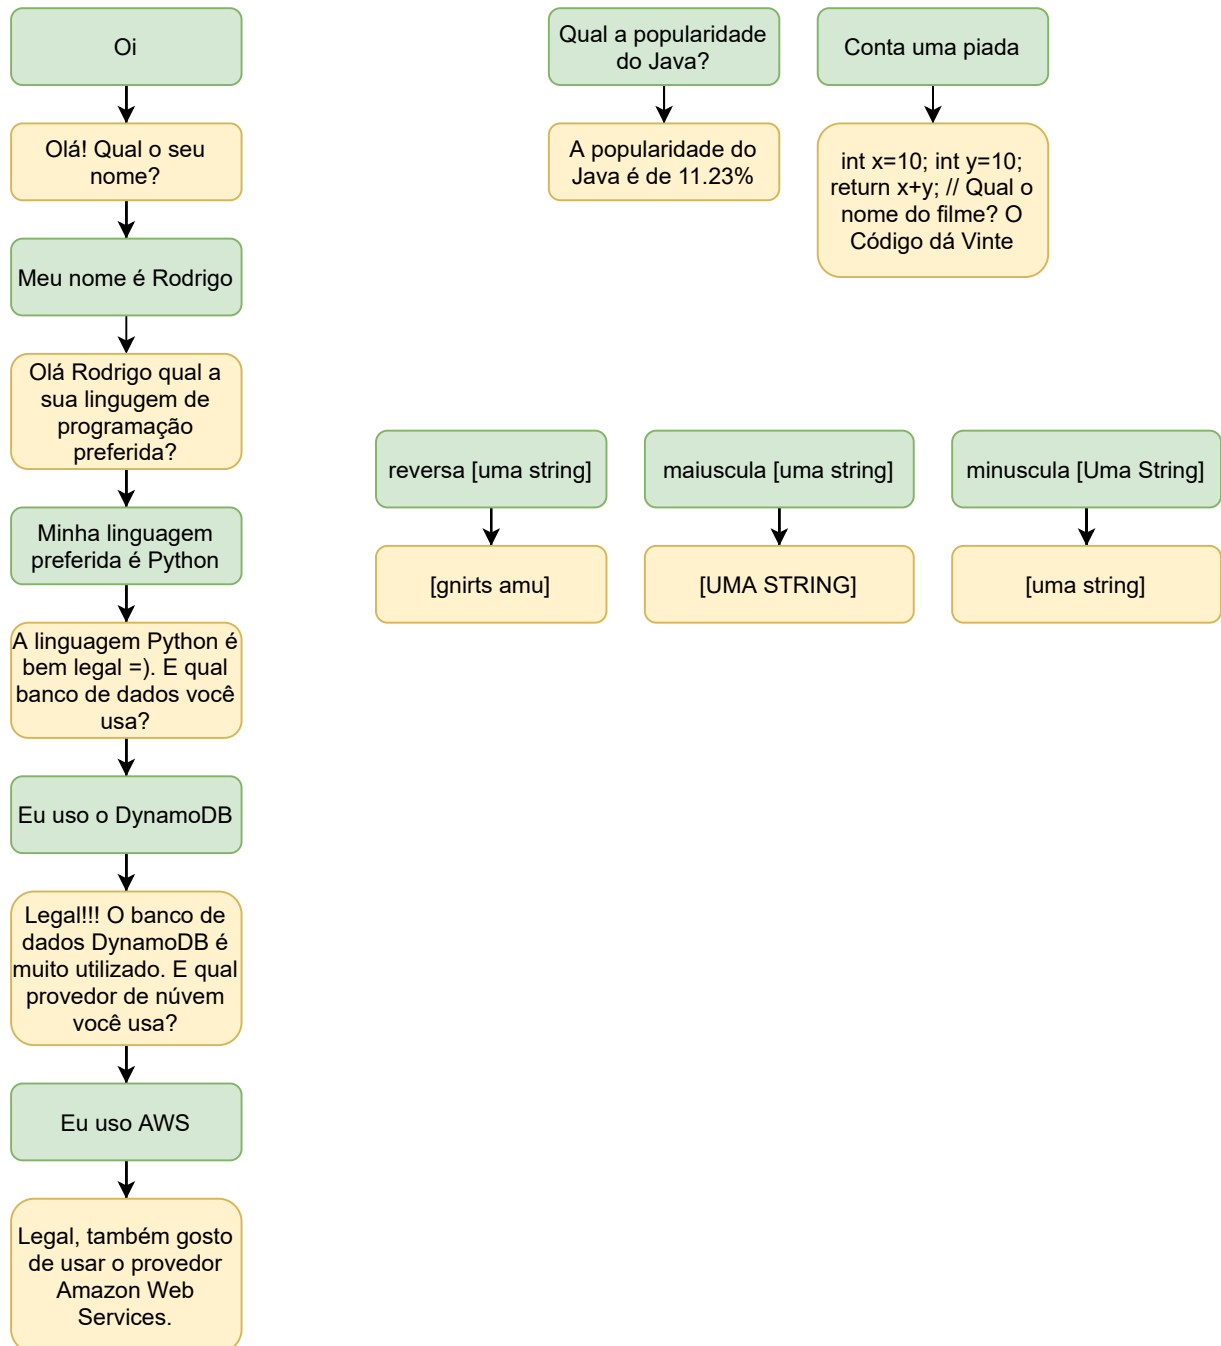 Oi
Olá! Qual o seu
nome?
Meu nome é Rodrigo
Olá Rodrigo qual a
sua lingugem de
programação
preferida?
Minha linguagem
preferida é Python
A linguagem Python é
bem legal =). E qual
banco de dados você
usa?
Eu uso o DynamoDB
Legal!!! O banco de
dados DynamoDB é
muito utilizado. E qual
provedor de núvem
você usa?
Eu uso AWS
Legal, também gosto
de usar o provedor
Amazon Web
Services.
Qual a popularidade
do Java?
A popularidade do
Java é de 11.23%
Conta uma piada
int x=10; int y=10;
return x+y; // Qual o
nome do filme? O
Código dá Vinte
reversa [uma string]
[gnirts amu]
maiuscula [uma string]
[UMA STRING]
minuscula [Uma String]
[uma string]